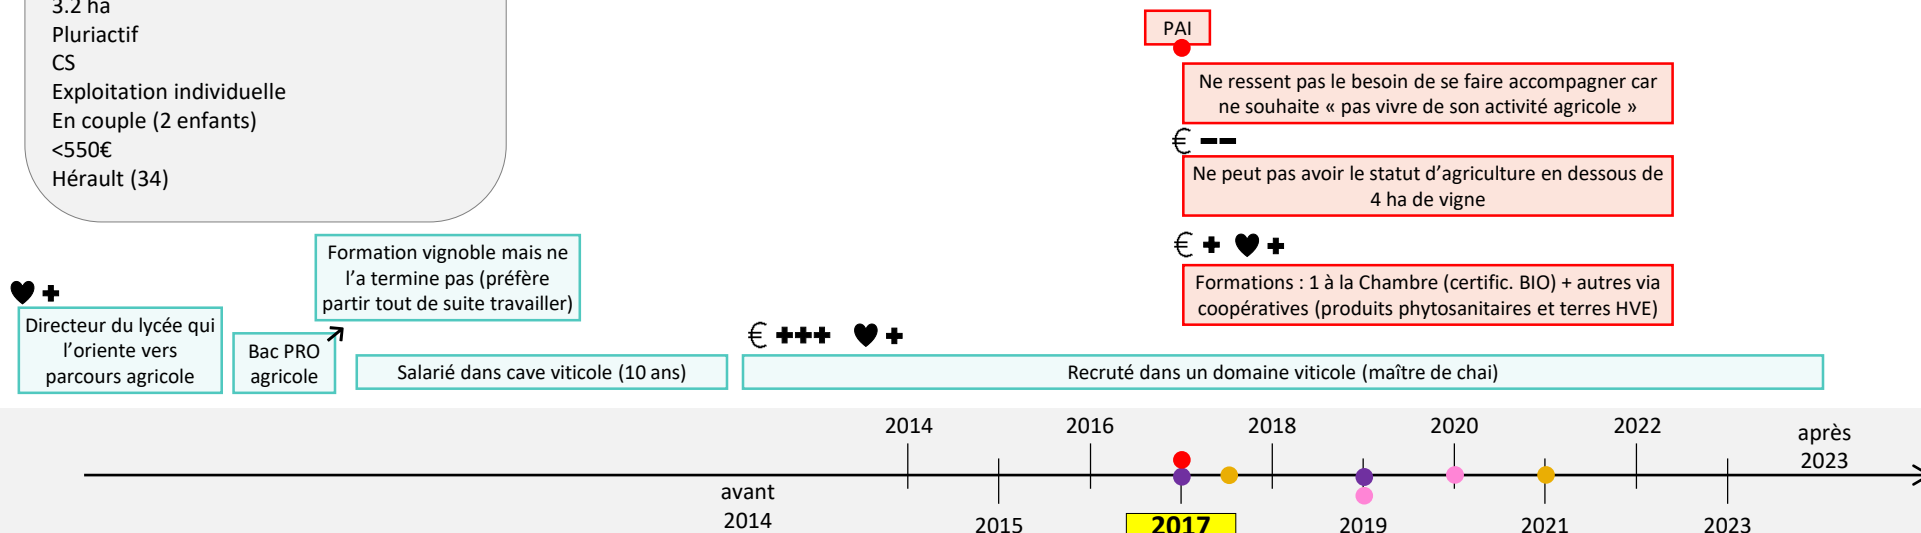 3.2 ha
Pluriactif
CS
Exploitation individuelle
En couple (2 enfants)
<550€
Hérault (34)
PAI
Ne ressent pas le besoin de se faire accompagner car
ne souhaite « pas vivre de son activité agricole »
€ --
Ne peut pas avoir le statut d'agriculture en dessous de
4 ha de vigne
€ + ♥ +
Formations : 1 à la Chambre (certific. BIO) + autres via
coopératives (produits phytosanitaires et terres HVE)
Formation vignoble mais ne
l'a termine pas (préfère
partir tout de suite travailler)
♥ +
Directeur du lycée qui
l'oriente vers
parcours agricole
Bac PRO
agricole
Salarié dans cave viticole (10 ans)
€ +++ ♥ +
Recruté dans un domaine viticole (maître de chai)
2014
2016
2018
2020
2022
après
2023
avant
2014
2015
2017
2019
2021
2023